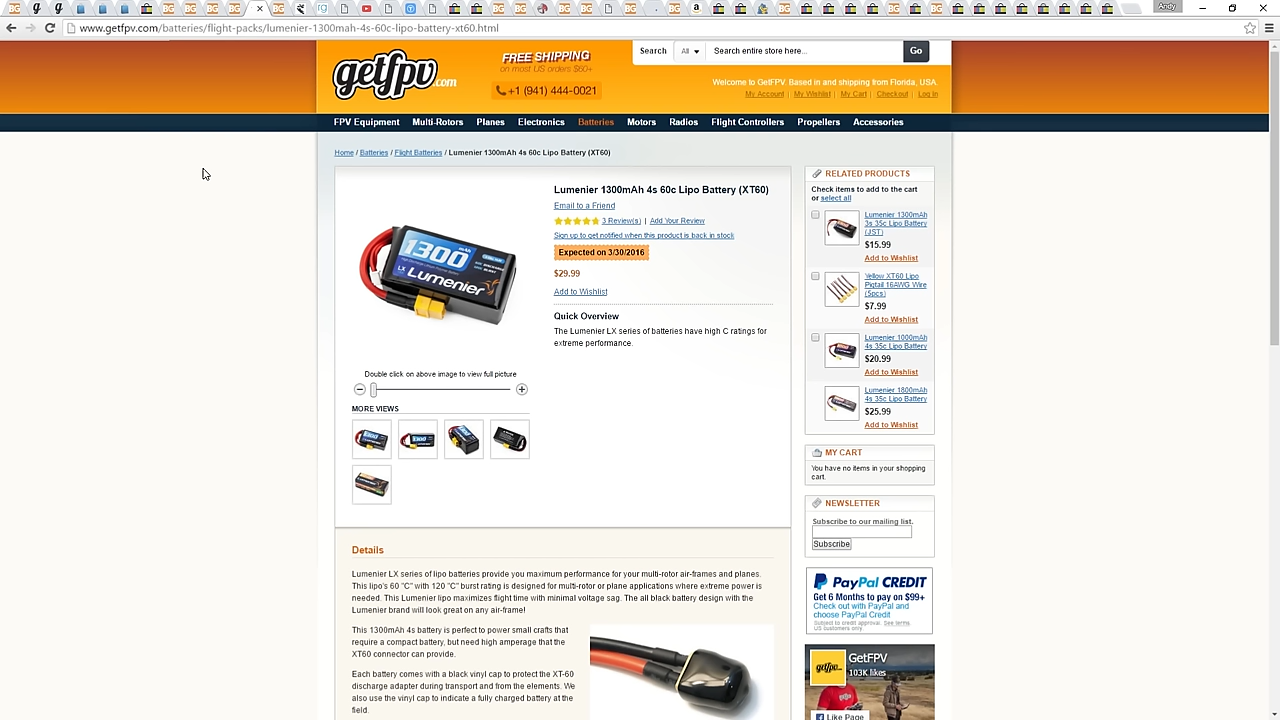 Andy
www.getfpv.com/batteries/flight-packs/lumenier-1300mah-4s-60c-lipo-battery-xt60.html
getfpv.com
FREE SHIPPING
on most US orders $60+
+1 (941) 444-0021
Search
All
Search entire store here...
Go
Welcome to GetFPV. Based in and shipping from Florida, USA.
My Account | My Wishlist | My Cart | Checkout | Log In
FPV Equipment Multi-Rotors Planes Electronics Batteries Motors Radios Flight Controllers Propellers Accessories
Home / Batteries / Flight Batteries / Lumenier 1300mAh 4s 60c Lipo Battery (XT60)
1300 mAh
LX Lumenier
Double click on above image to view full picture
MORE VIEWS
Lumenier 1300mAh 4s 60c Lipo Battery (XT60)
Email to a Friend
3 Review(s) | Add Your Review
Sign up to get notified when this product is back in stock
Expected on 3/30/2016
$29.99
Add to Wishlist
Quick Overview
The Lumenier LX series of batteries have high C ratings for
extreme performance.
Details
Lumenier LX series of lipo batteries provide you maximum performance for your multi-rotor air-frames and planes.
This lipo's 60 "C" with 120 "C" burst rating is designed for multi-rotor or plane applications where extreme power is
needed. This Lumenier lipo maximizes flight time with minimal voltage sag. The all black battery design with the
Lumenier brand will look great on any air-frame!
This 1300mAh 4s battery is perfect to power small crafts that
require a compact battery, but need high amperage that the
XT60 connector can provide.
Each battery comes with a black vinyl cap to protect the XT-60
discharge adapter during transport and from the elements. We
also use the vinyl cap to indicate a fully charged battery at the
field.
RELATED PRODUCTS
Check items to add to the cart
or select all
Lumenier 1300mAh
3s 35c Lipo Battery
(JST)
$15.99
Add to Wishlist
Yellow XT60 Lipo
Pigtail 16AWG Wire
(5pcs)
$7.99
Add to Wishlist
Lumenier 1000mAh
4s 35c Lipo Battery
$20.99
Add to Wishlist
Lumenier 1800mAh
4s 35c Lipo Battery
$25.99
Add to Wishlist
MY CART
You have no items in your shopping
cart.
NEWSLETTER
Subscribe to our mailing list.
Subscribe
PayPal CREDIT
Get 6 Months to pay on $99+
Check out with PayPal and
choose PayPal Credit
Subject to credit approval. See terms.
US customers only.
getfpv
GetFPV
103K likes
Like Page